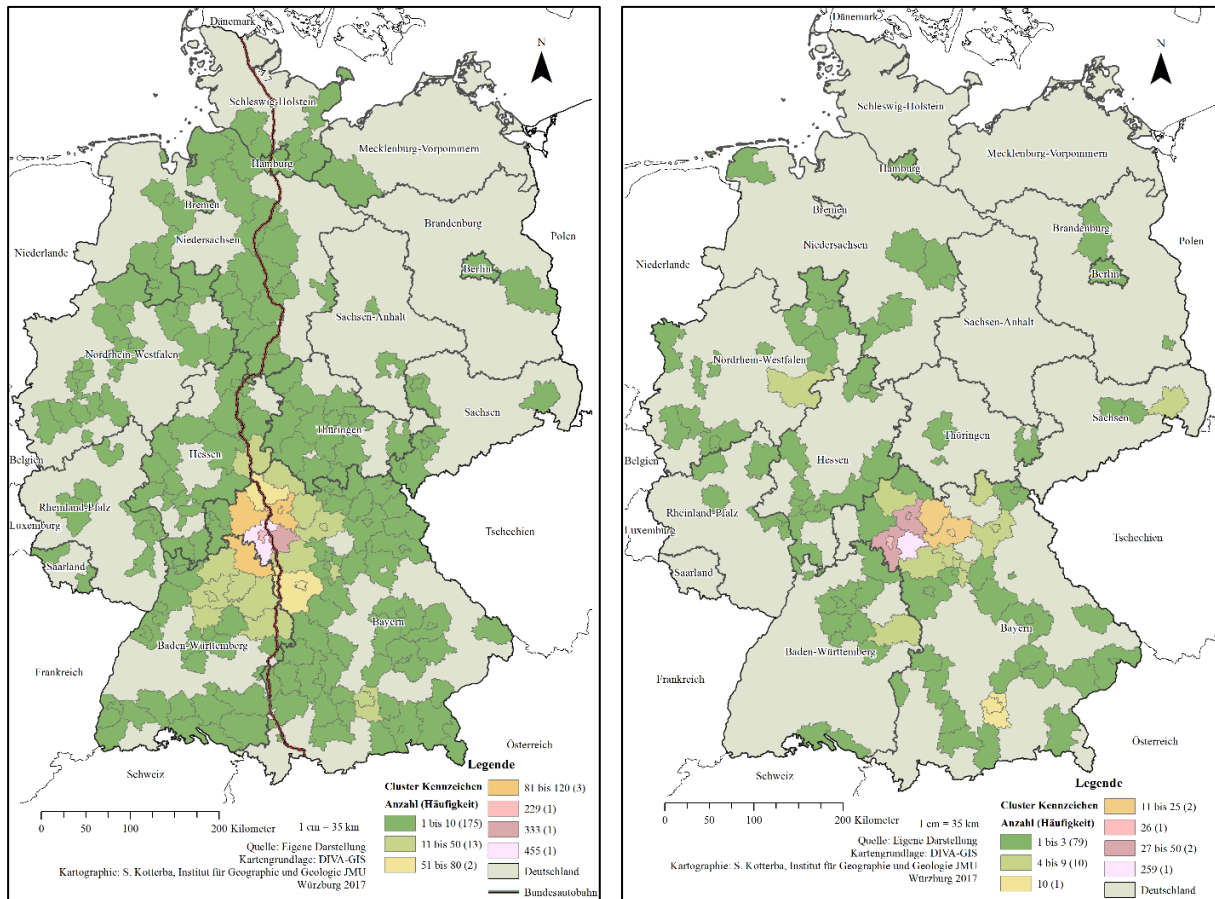 Dänemark
N
A 7
Schleswig-Holstein
Hamburg
Mecklenburg-Vorpommern
Bremen
Brandenburg
Niedersachsen
Polen
Niederlande
Berlin
Sachsen-Anhalt
Nordrhein-Westfalen
Sachsen
Thüringen
Hessen
Belgien
Rheinland-Pfalz
Luxemburg
Tschechien
Saarland
Bayern
Baden-Württemberg
Frankreich
Österreich
Schweiz
Legende
Cluster Kennzeichen
Anzahl (Häufigkeit)
1 bis 10 (175)
11 bis 50 (13)
51 bis 80 (2)
81 bis 120 (3)
229 (1)
333 (1)
455 (1)
Deutschland
Bundesautobahn
0 50 100 200 Kilometer
1 cm = 35 km
Quelle: Eigene Darstellung
Kartengrundlage: DIVA-GIS
Kartographie: S. Kotterba, Institut für Geographie und Geologie JMU
Würzburg 2017
Dänemark
N
Schleswig-Holstein
Hamburg
Mecklenburg-Vorpommern
Bremen
Brandenburg
Niedersachsen
Polen
Niederlande
Berlin
Sachsen-Anhalt
Nordrhein-Westfalen
Sachsen
Thüringen
Hessen
Belgien
Rheinland-Pfalz
Luxemburg
Tschechien
Saarland
Bayern
Baden-Württemberg
Frankreich
Österreich
Schweiz
Legende
Cluster Kennzeichen
Anzahl (Häufigkeit)
1 bis 3 (79)
4 bis 9 (10)
10 (1)
11 bis 25 (2)
26 (1)
27 bis 50 (2)
259 (1)
Deutschland
0 50 100 200 Kilometer
1 cm = 35 km
Quelle: Eigene Darstellung
Kartengrundlage: DIVA-GIS
Kartographie: S. Kotterba, Institut für Geographie und Geologie JMU
Würzburg 2017